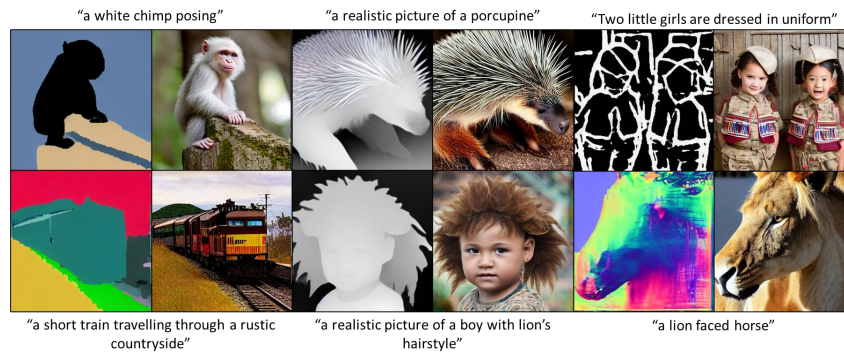 “a white chimp posing”
“a realistic picture of a porcupine”
“Two little girls are dressed in uniform”
“a short train travelling through a rustic
countryside”
“a realistic picture of a boy with lion’s
hairstyle”
“a lion faced horse”